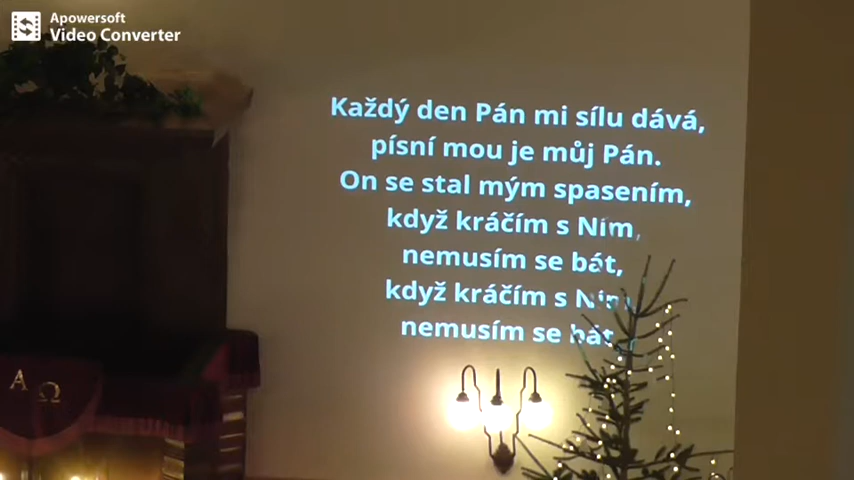 Apowersoft
Video Converter
Každý den Pán mi sílu dává,
písní mou je můj Pán.
On se stal mým spasením,
když kráčím s Ním,
nemusím se bát,
když kráčím s Ním,
nemusím se bát.
Α Ω